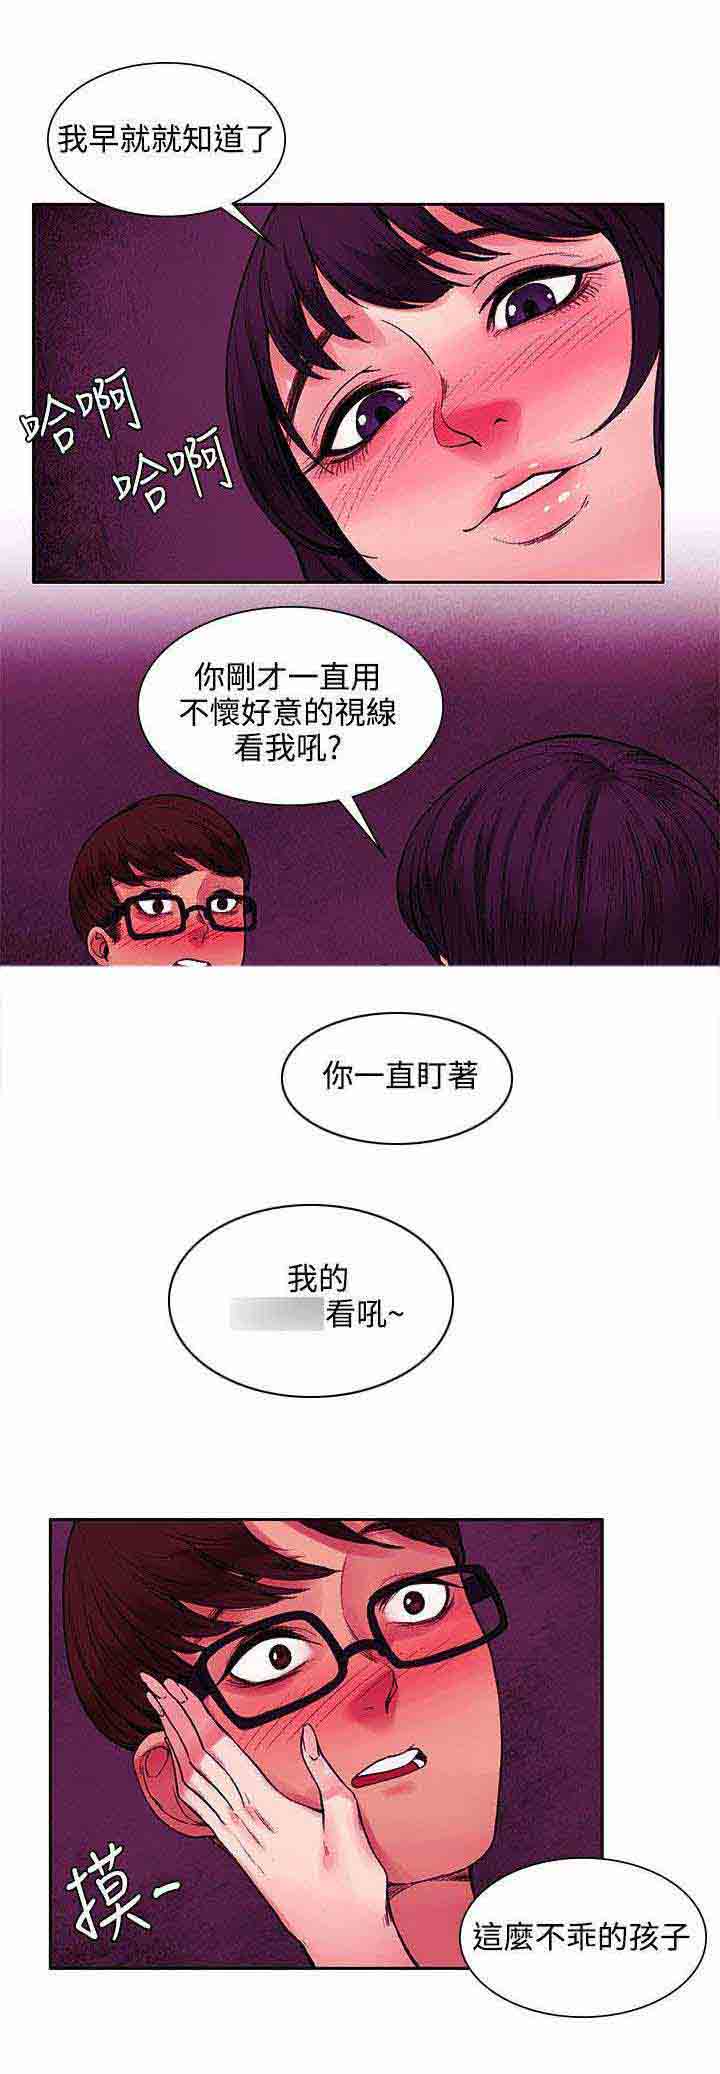 我早就就知道了
哈啊
哈啊
你剛才一直用
不懷好意的視線
看我吼?
你一直盯著
我的
看吼~
摸-
這麼不乖的孩子